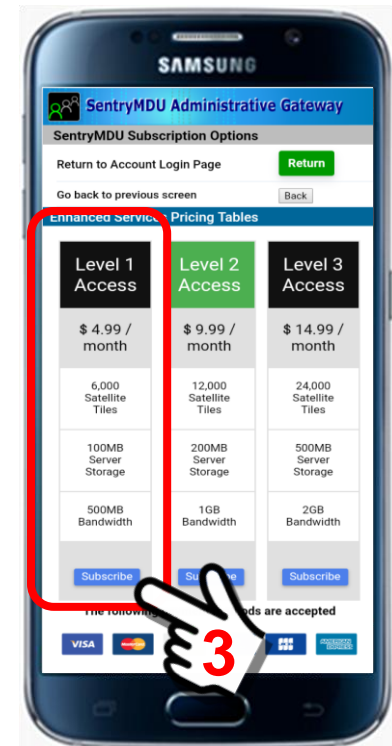 SAMSUNG
SentryMDU Administrative Gateway
SentryMDU Subscription Options
Return to Account Login Page Return
Go back to previous screen Back
Enhanced Services Pricing Tables
Level 1 Level 2 Level 3
Access Access Access
$ 4.99 / $ 9.99 / $ 14.99 /
month month month
6,000 12,000 24,000
Satellite Satellite Satellite
Tiles Tiles Tiles
100MB 200MB 500MB
Server Server Server
Storage Storage Storage
500MB 1GB 2GB
Bandwidth Bandwidth Bandwidth
Subscribe Subscribe
The following are accepted
VISA AMERICAN EXPRESS
3